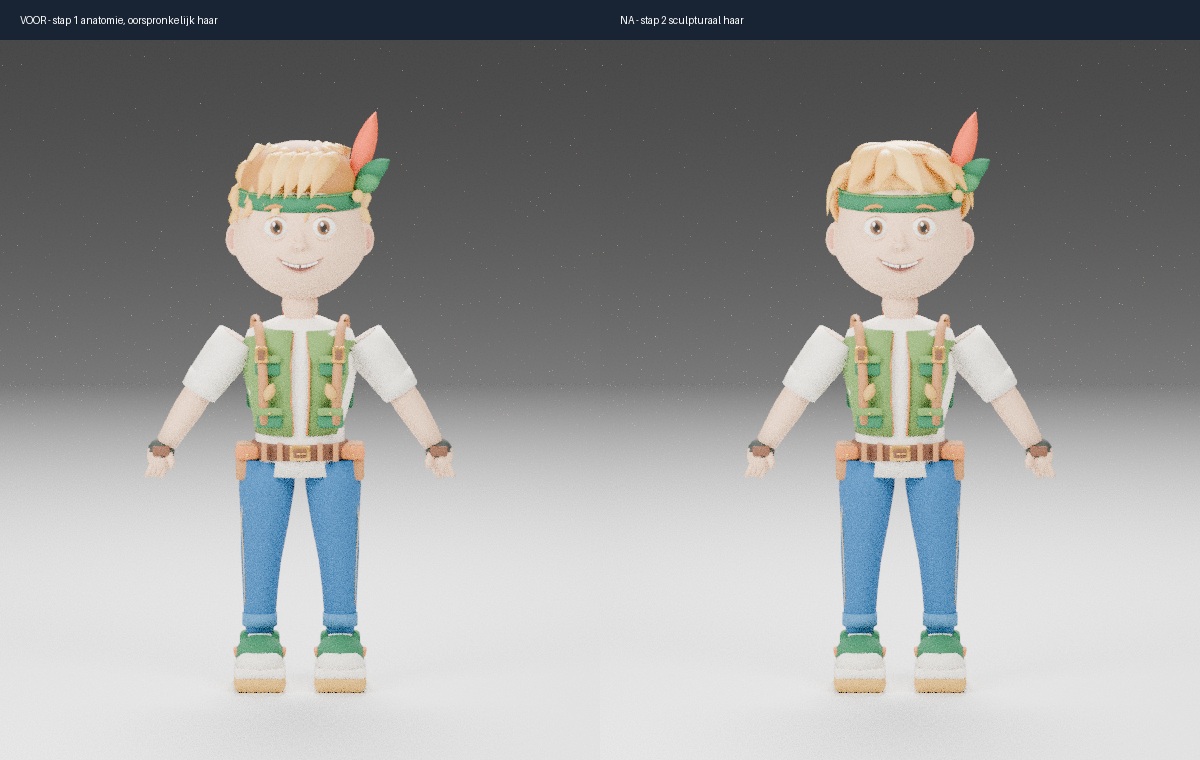 VOOR - stap 1 anatomie, oorspronkelijk haar
NA - stap 2 sculpturaal haar